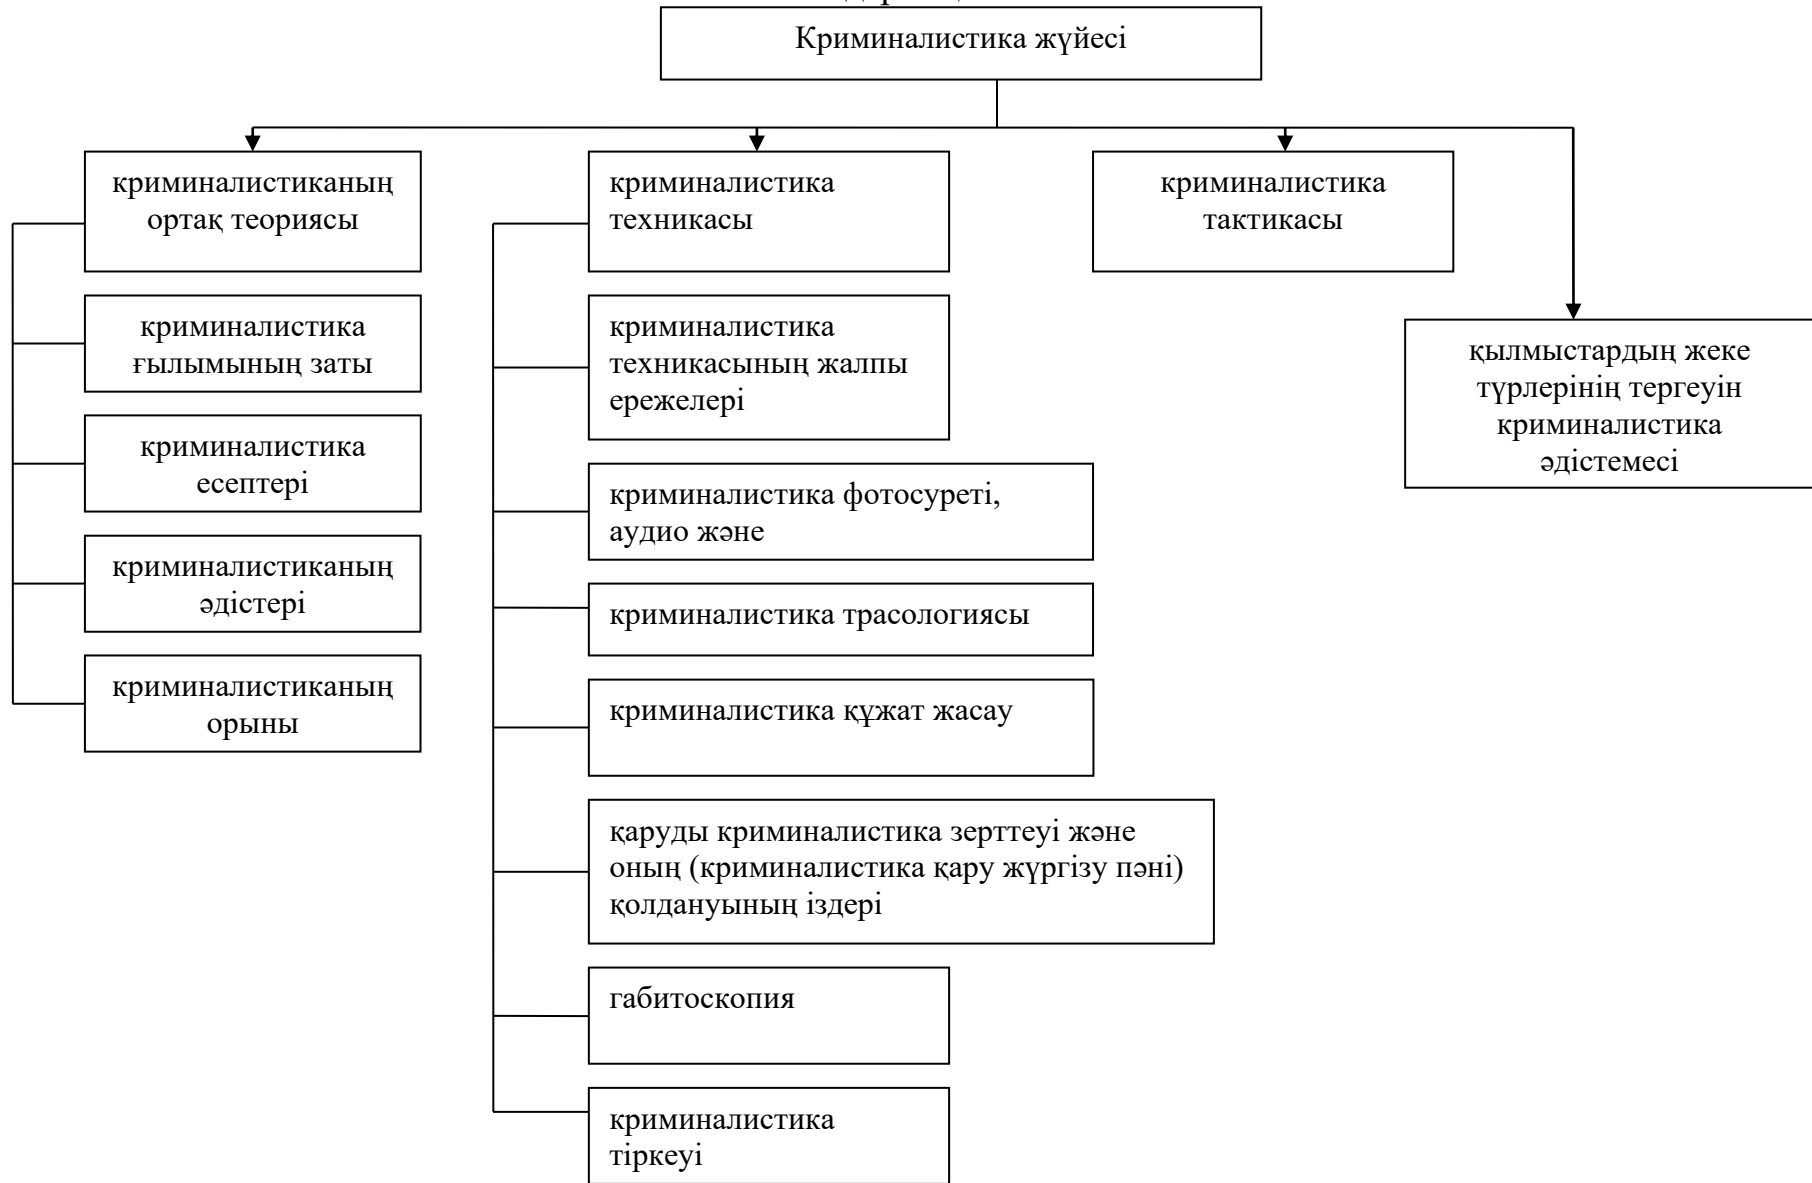 Криминалистика жүйесі
криминалистиканың
ортақ теориясы
криминалистика
ғылымының заты
криминалистика
есептері
криминалистиканың
әдістері
криминалистиканың
орыны
криминалистика
техникасы
криминалистика
техникасының жалпы
ережелері
криминалистика фотосуреті,
аудио және
криминалистика трасологиясы
криминалистика құжат жасау
қаруды криминалистика зерттеуі және
оның (криминалистика қару жүргізу пәні)
қолдануының іздері
габитоскопия
криминалистика
тіркеуі
криминалистика
тактикасы
қылмыстардың жеке
түрлерінің тергеуін
криминалистика
әдістемесі